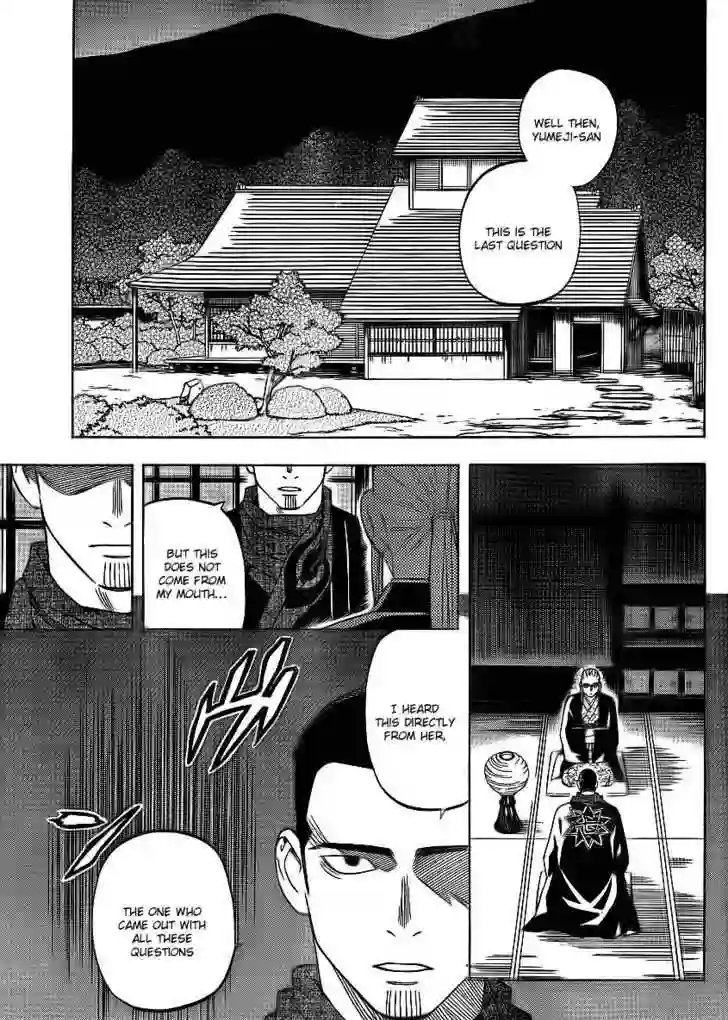 WELL THEN,
YUMEJI-SAN
THIS IS THE
LAST QUESTION
BUT THIS
DOES NOT
COME FROM
MY MOUTH...
I HEARD
THIS DIRECTLY
FROM HER,
THE ONE WHO
CAME OUT WITH
ALL THESE
QUESTIONS